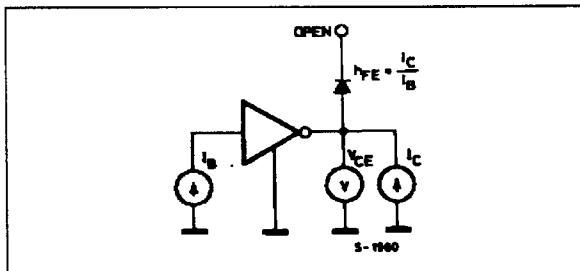 OPEN
hFE = IC
IB
IB
VCE
IC
V
S-1960